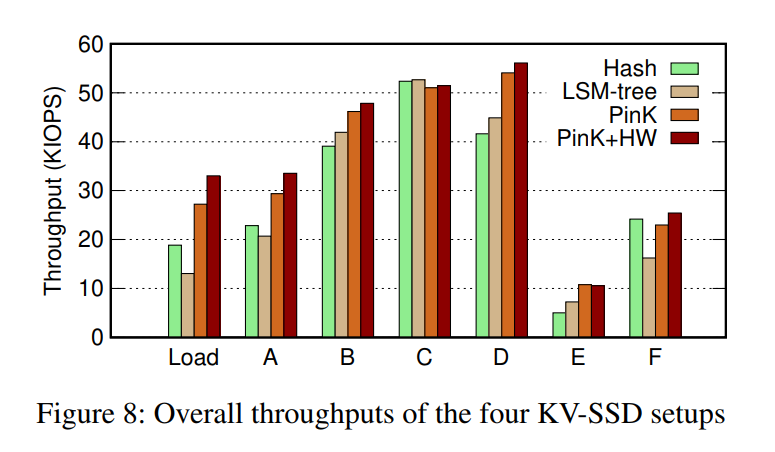 60
50
40
30
20
10
0
Throughput (KIOPS)
Hash
LSM-tree
PinK
PinK+HW
Load A B C D E F
Figure 8: Overall throughputs of the four KV-SSD setups